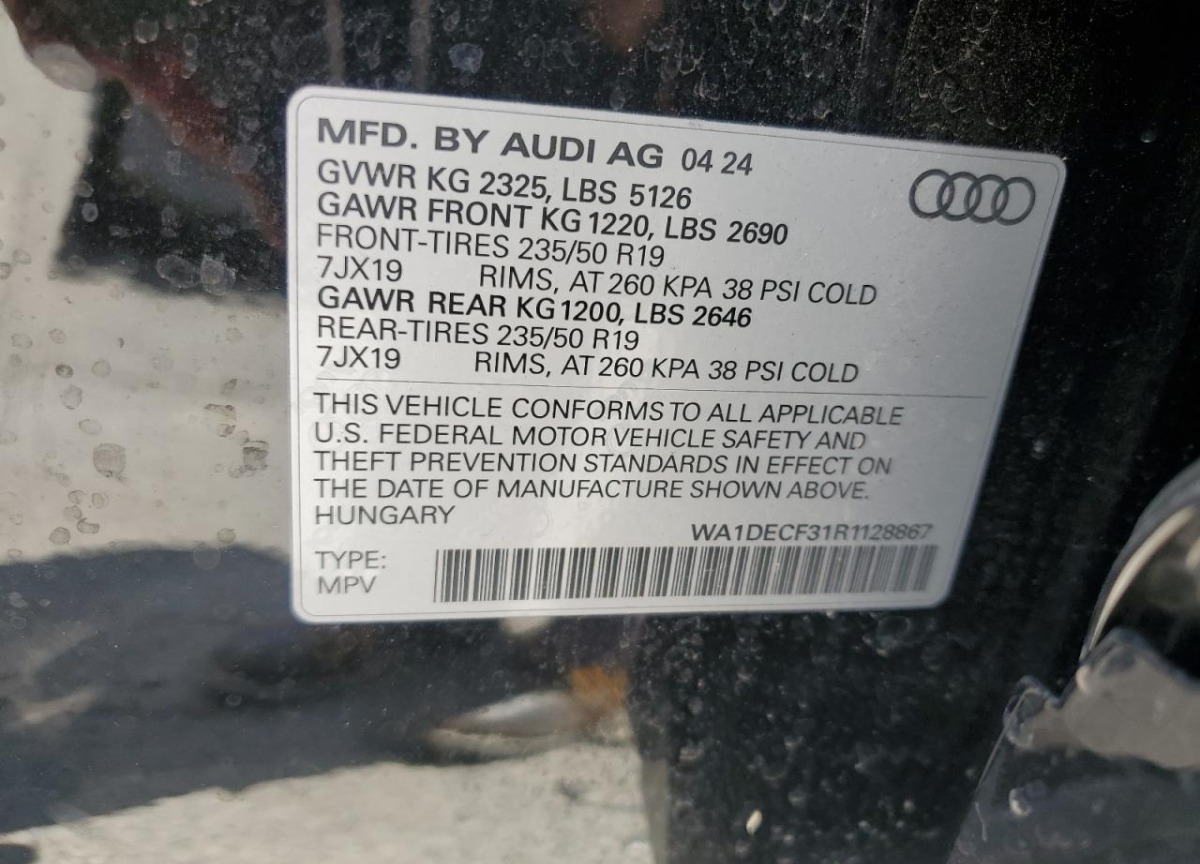 MFD. BY AUDI AG 04 24
GVWR KG 2325, LBS 5126
GAWR FRONT KG 1220, LBS 2690
FRONT-TIRES 235/50 R19
7JX19 RIMS, AT 260 KPA 38 PSI COLD
GAWR REAR KG 1200, LBS 2646
REAR-TIRES 235/50 R19
7JX19 RIMS, AT 260 KPA 38 PSI COLD
THIS VEHICLE CONFORMS TO ALL APPLICABLE
U.S. FEDERAL MOTOR VEHICLE SAFETY AND
THEFT PREVENTION STANDARDS IN EFFECT ON
THE DATE OF MANUFACTURE SHOWN ABOVE.
HUNGARY
WA1DECF31R1128867
TYPE:
MPV